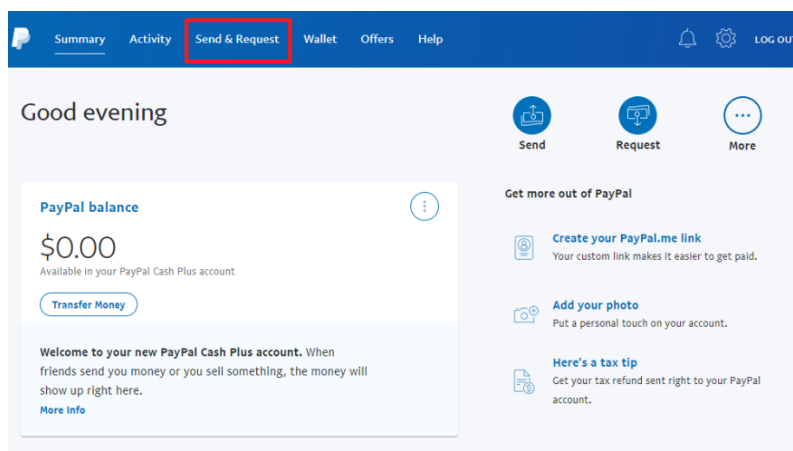 Summary Activity Send & Request Wallet Offers Help LOG OU
Good evening
Send Request More
PayPal balance
$0.00
Available in your PayPal Cash Plus account
Transfer Money
Welcome to your new PayPal Cash Plus account. When
friends send you money or you sell something, the money will
show up right here.
More Info
Get more out of PayPal
Create your PayPal.me link
Your custom link makes it easier to get paid.
Add your photo
Put a personal touch on your account.
Here's a tax tip
Get your tax refund sent right to your PayPal
account.